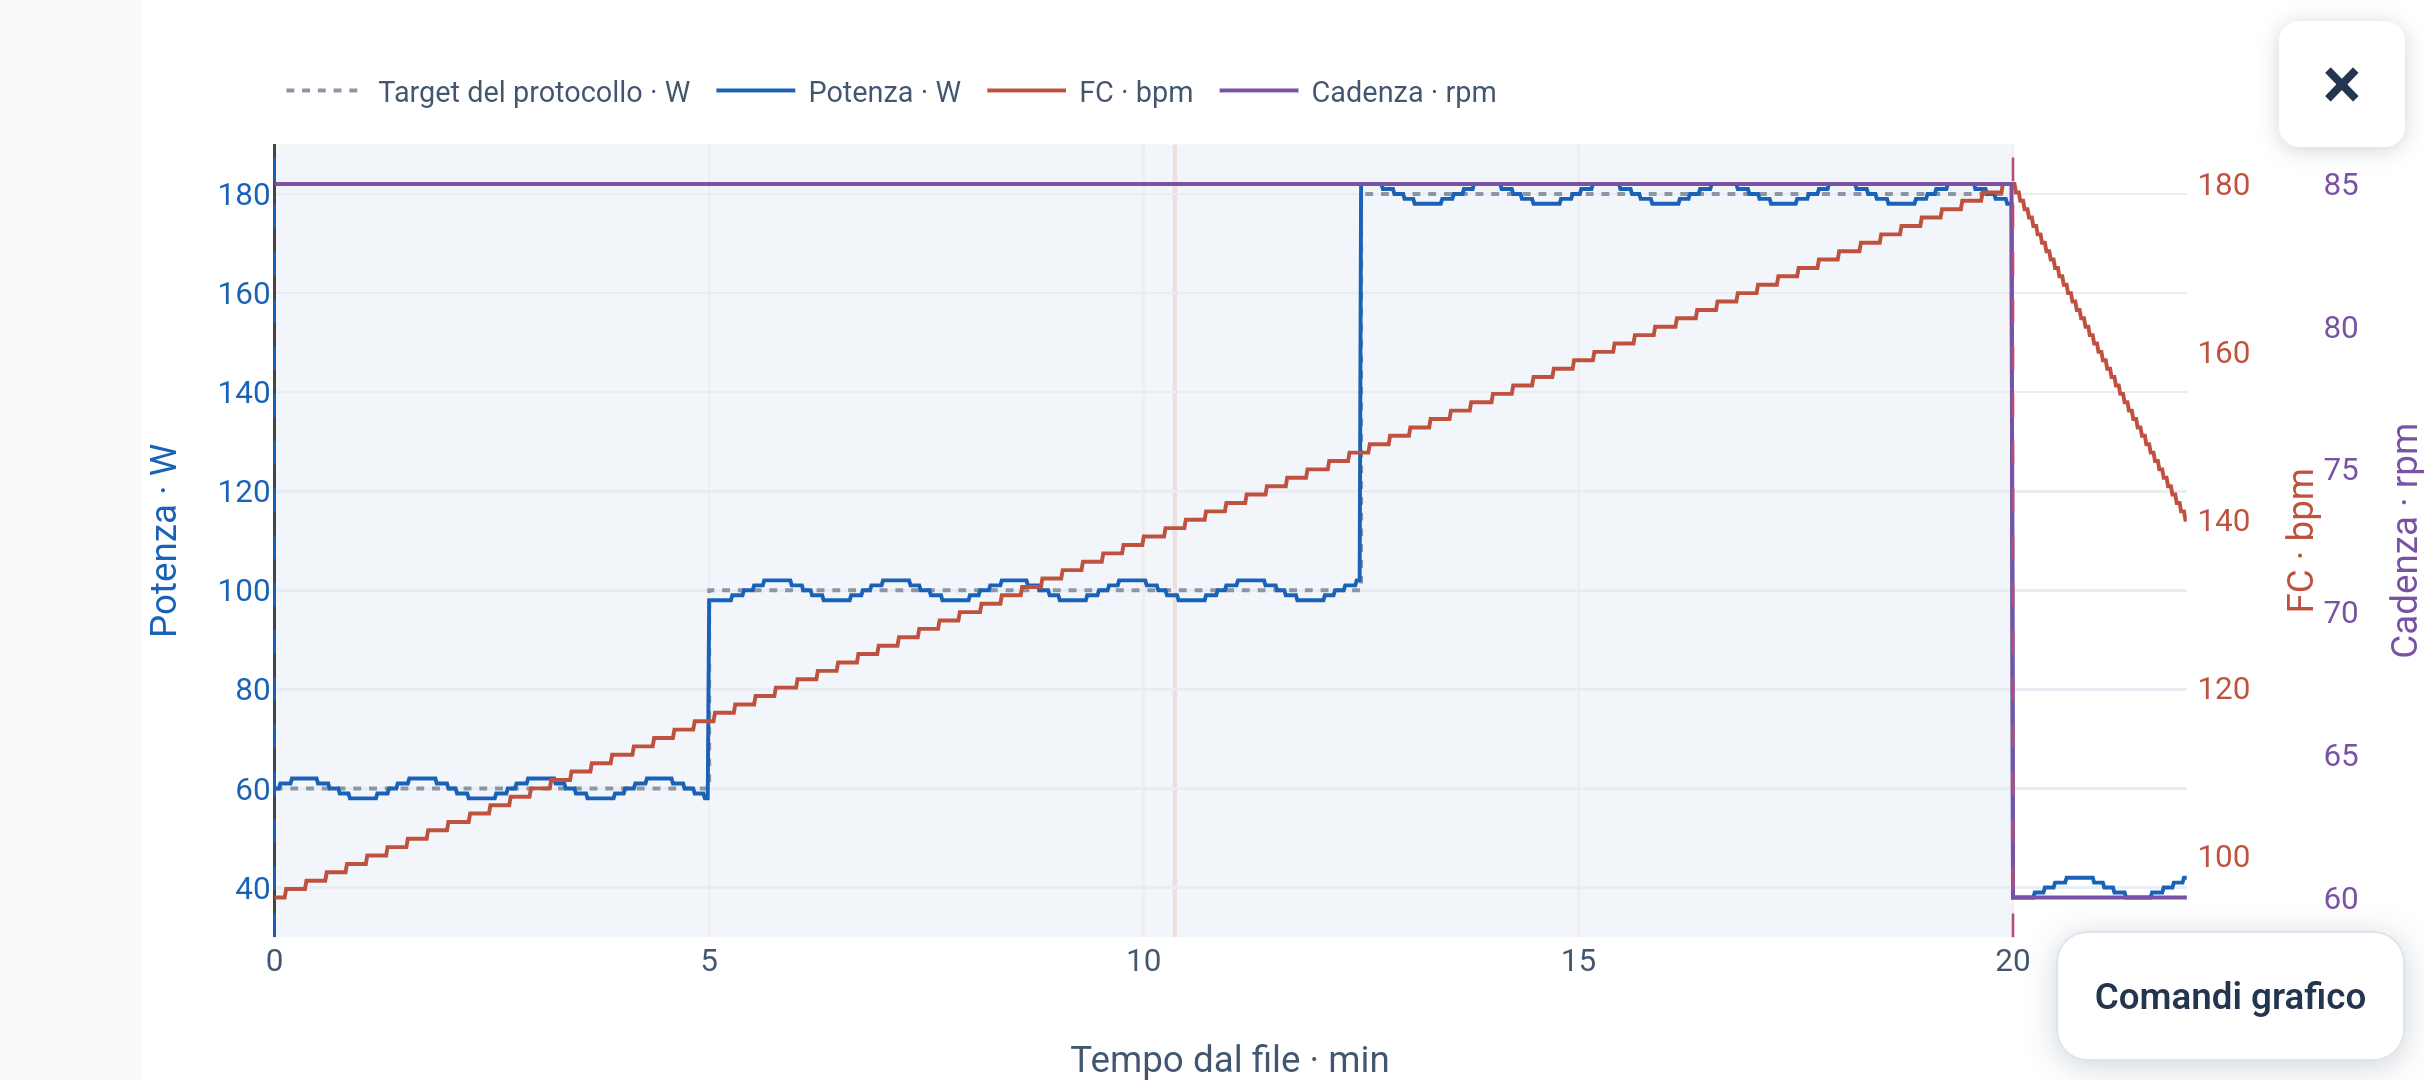 Target del protocollo · W Potenza · W FC · bpm Cadenza · rpm
×
180
160
140
120
100
80
60
40
Potenza · W
0 5 10 15 20
Tempo dal file · min
180
160
140
120
100
FC · bpm
85
80
75
70
65
60
Cadenza · rpm
Comandi grafico